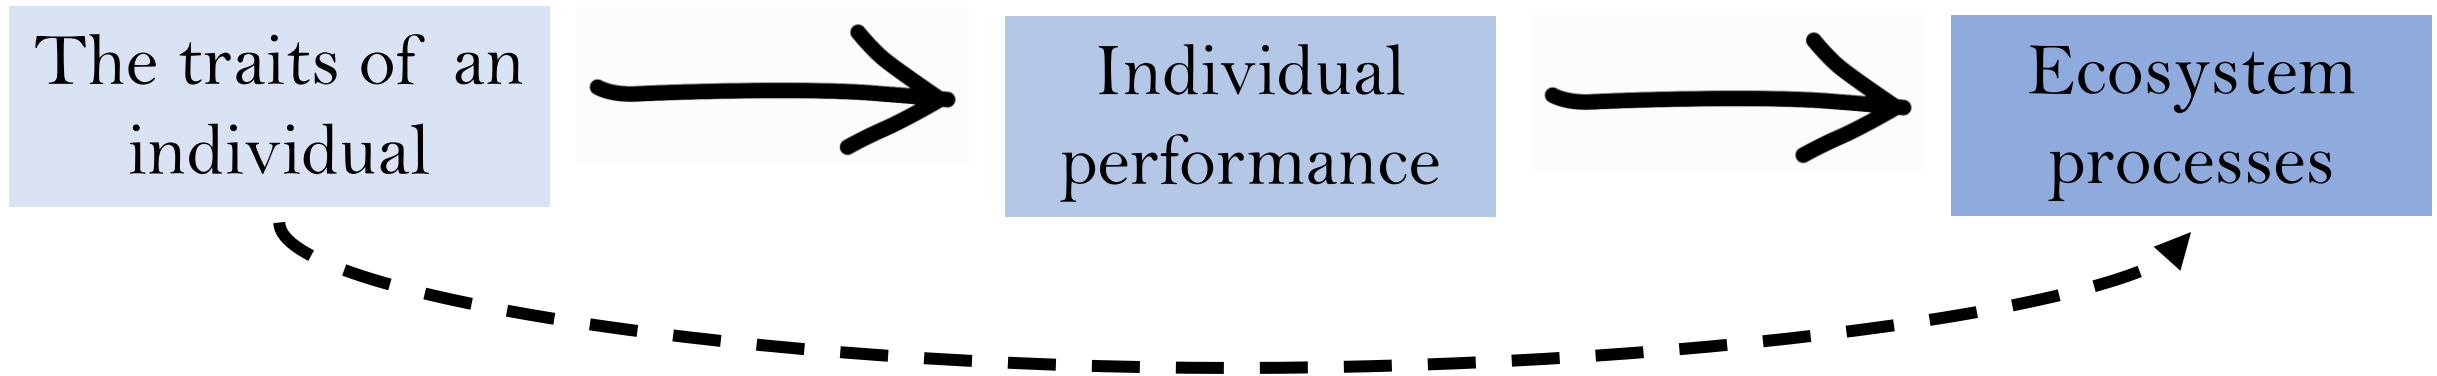 The traits of an
individual
Individual
performance
Ecosystem
processes